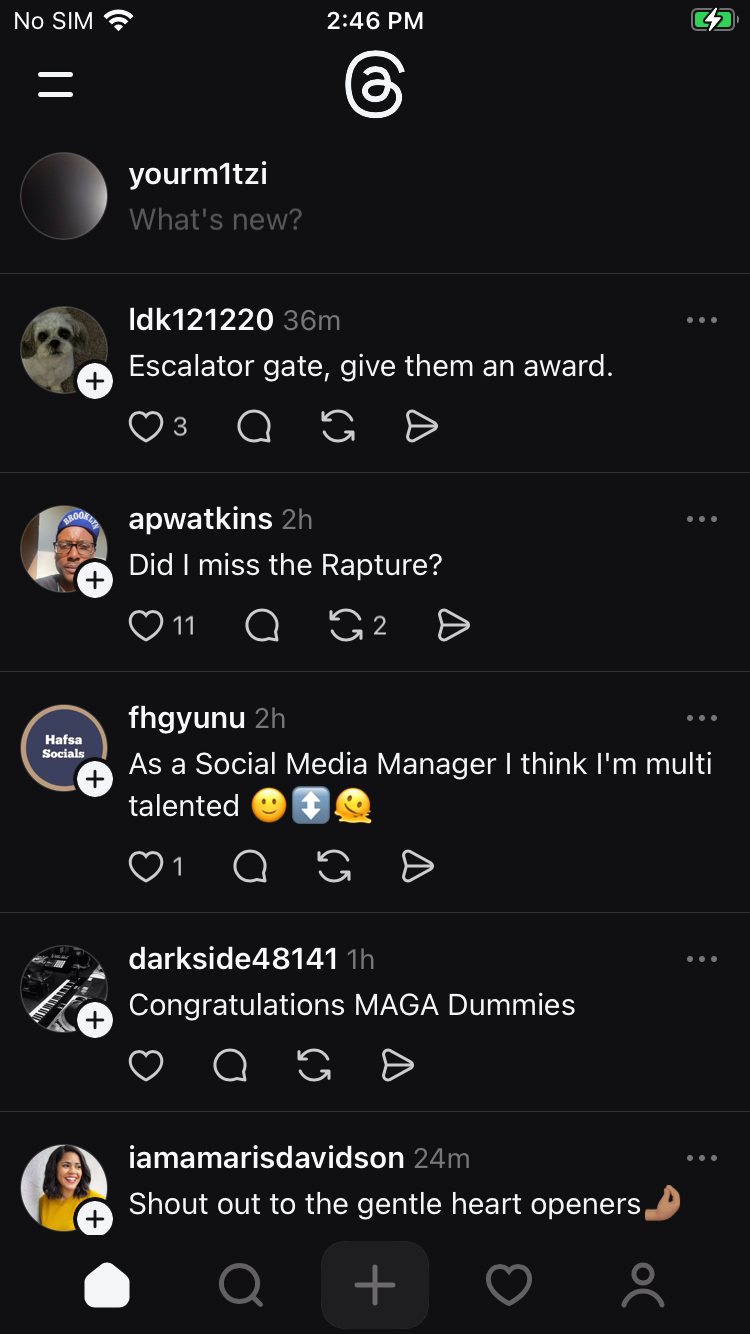 No SIM 2:46 PM
yourm1tzi
What's new?
ldk121220 36m
Escalator gate, give them an award.
3
apwatkins 2h
BROOKLYN
Did I miss the Rapture?
11 2
fhgyunu 2h
Hafsa
Socials
As a Social Media Manager I think I'm multi
talented 🙂↕️🫠
1
darkside48141 1h
Congratulations MAGA Dummies
iamamarisdavidson 24m
Shout out to the gentle heart openers🤌🏽